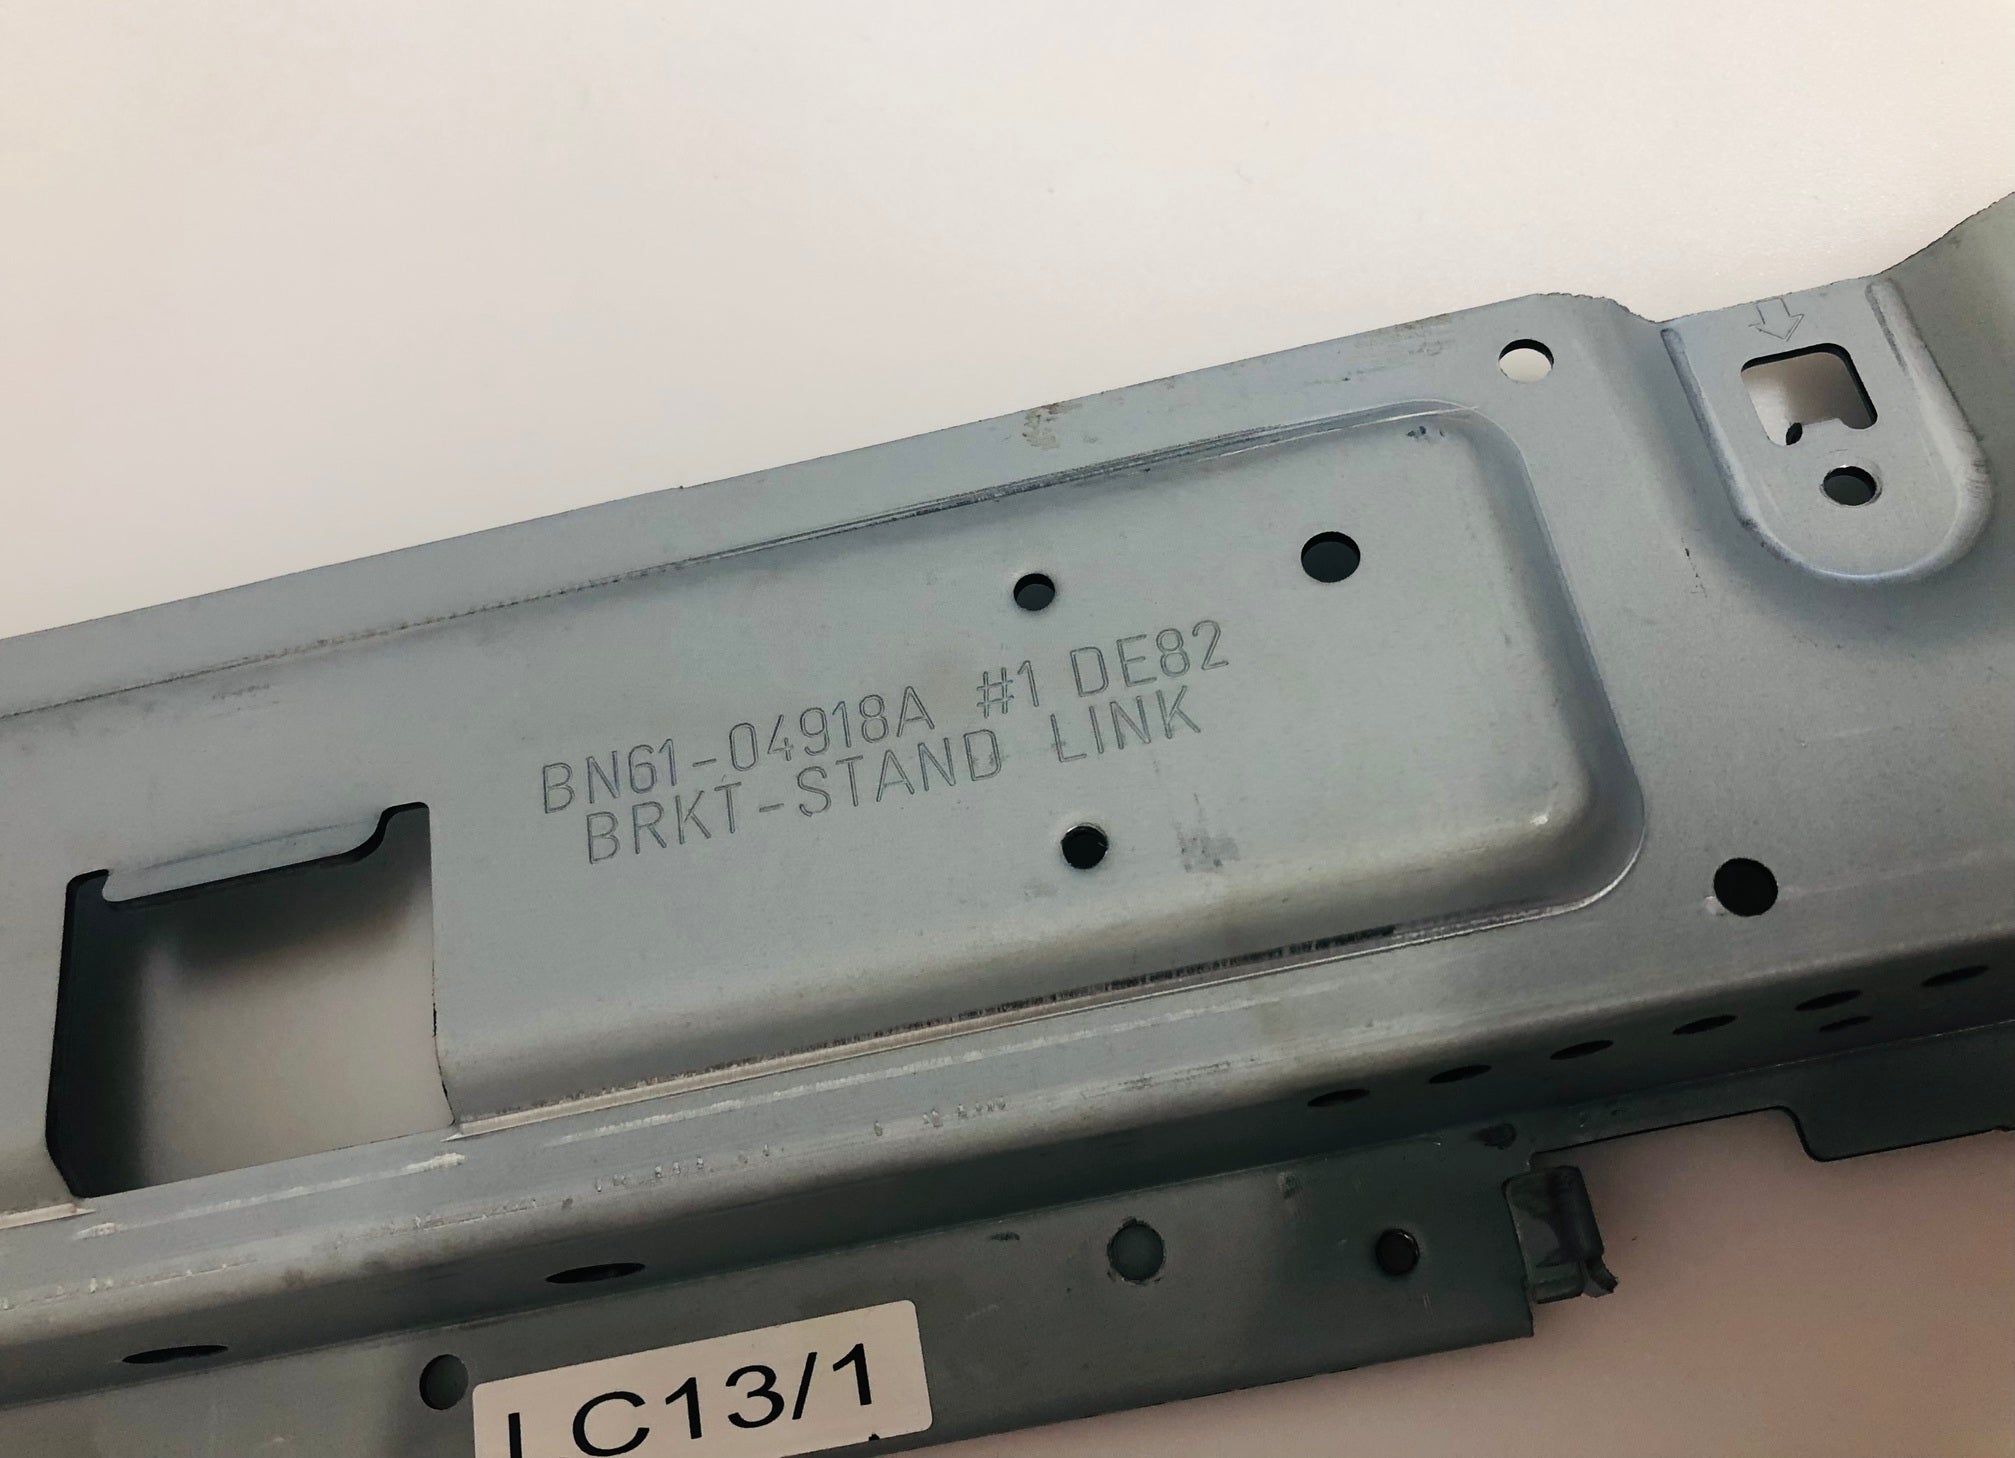 BN61-04918A #1 DE82
BRKT-STAND LINK
LC13/1